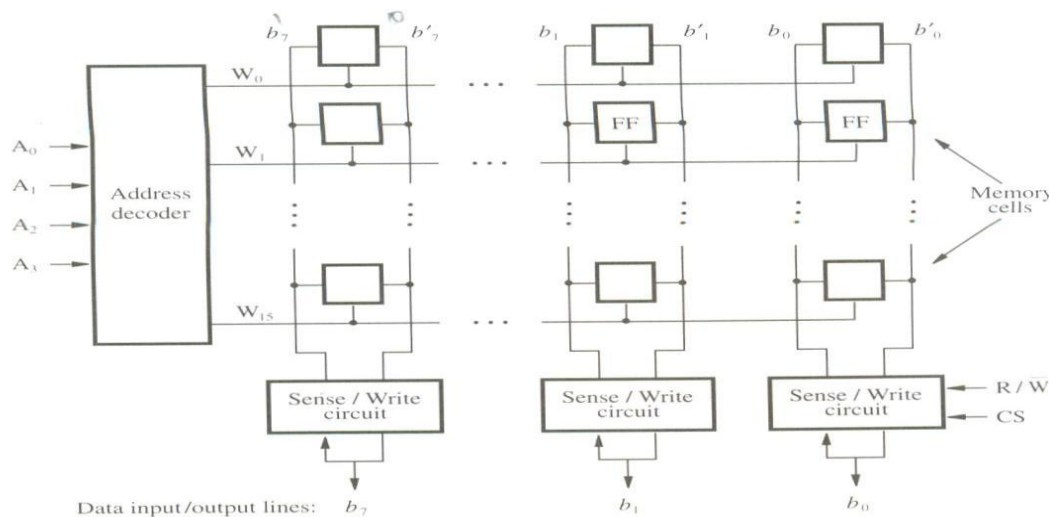 b₇ b'₇ b₁ b'₁ b₀ b'₀
W₀
FF FF
A₀
W₁
A₁
Address
decoder
Memory
cells
A₂
A₃
W₁₅
Sense / Write
circuit
Sense / Write
circuit
Sense / Write
circuit
R / W̅
CS
Data input/output lines: b₇ b₁ b₀